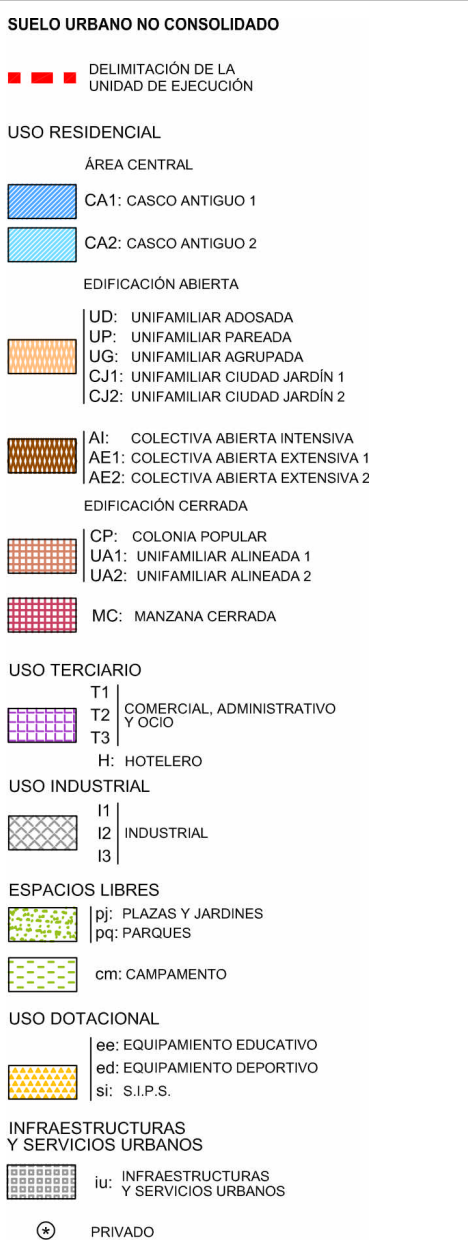 SUELO URBANO NO CONSOLIDADO
DELIMITACIÓN DE LA
UNIDAD DE EJECUCIÓN
USO RESIDENCIAL
ÁREA CENTRAL
CA1: CASCO ANTIGUO 1
CA2: CASCO ANTIGUO 2
EDIFICACIÓN ABIERTA
UD: UNIFAMILIAR ADOSADA
UP: UNIFAMILIAR PAREADA
UG: UNIFAMILIAR AGRUPADA
CJ1: UNIFAMILIAR CIUDAD JARDÍN 1
CJ2: UNIFAMILIAR CIUDAD JARDÍN 2
AI: COLECTIVA ABIERTA INTENSIVA
AE1: COLECTIVA ABIERTA EXTENSIVA 1
AE2: COLECTIVA ABIERTA EXTENSIVA 2
EDIFICACIÓN CERRADA
CP: COLONIA POPULAR
UA1: UNIFAMILIAR ALINEADA 1
UA2: UNIFAMILIAR ALINEADA 2
MC: MANZANA CERRADA
USO TERCIARIO
T1
T2
T3
COMERCIAL, ADMINISTRATIVO
Y OCIO
H: HOTELERO
USO INDUSTRIAL
I1
I2 INDUSTRIAL
I3
ESPACIOS LIBRES
pj: PLAZAS Y JARDINES
pq: PARQUES
cm: CAMPAMENTO
USO DOTACIONAL
ee: EQUIPAMIENTO EDUCATIVO
ed: EQUIPAMIENTO DEPORTIVO
si: S.I.P.S.
INFRAESTRUCTURAS
Y SERVICIOS URBANOS
iu: INFRAESTRUCTURAS
Y SERVICIOS URBANOS
* PRIVADO